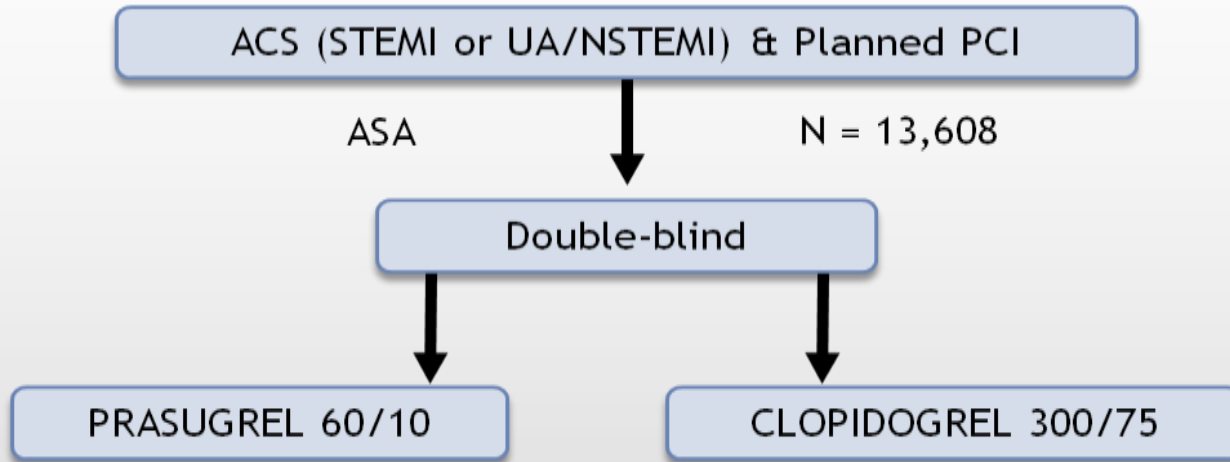 ACS (STEMI or UA/NSTEMI) & Planned PCI
ASA
N = 13,608
Double-blind
PRASUGREL 60/10
CLOPIDOGREL 300/75